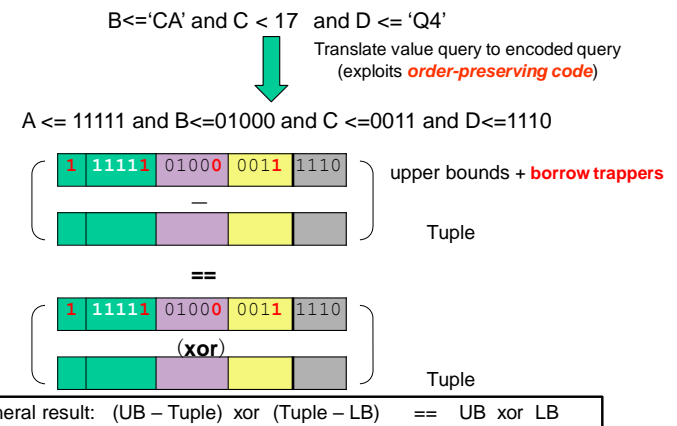 B<=‘CA’ and C < 17 and D <= ‘Q4’
Translate value query to encoded query
(exploits order-preserving code)
A <= 11111 and B<=01000 and C <=0011 and D<=1110
1 11111 01000 0011 1110 upper bounds + borrow trappers
–
Tuple
==
1 11111 01000 0011 1110
(xor)
Tuple
neral result: (UB – Tuple) xor (Tuple – LB) == UB xor LB